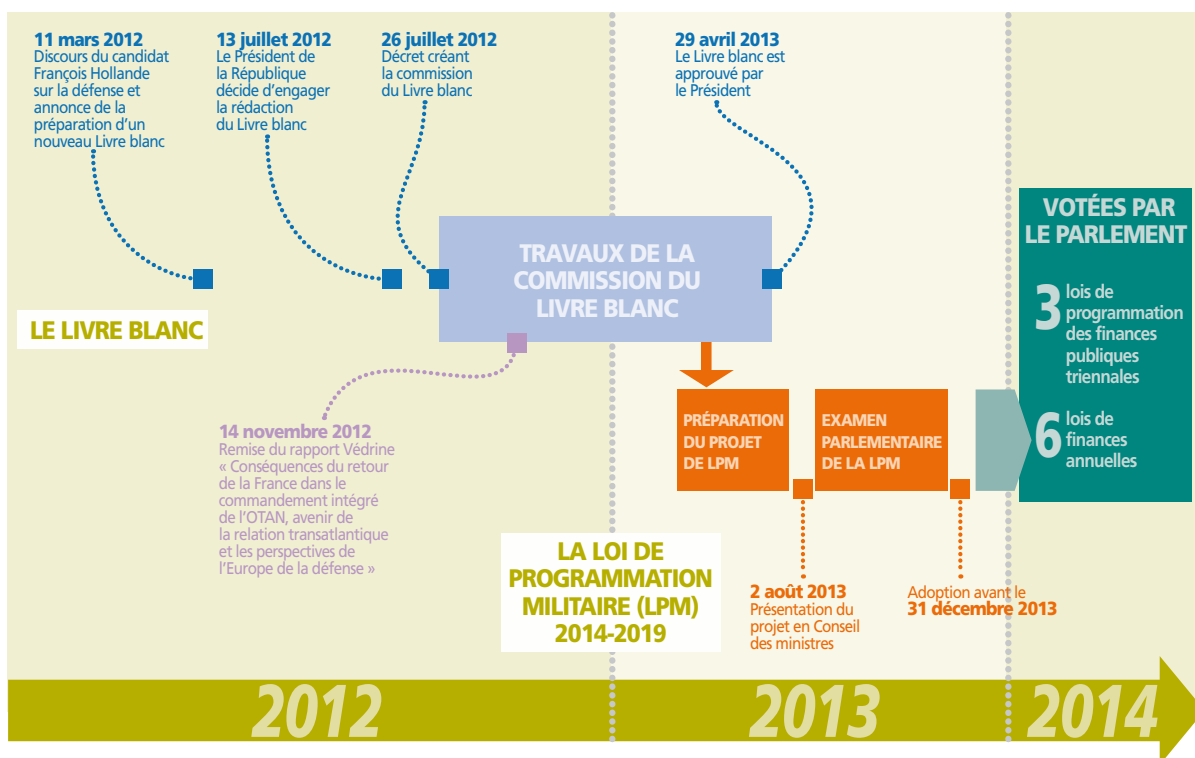 11 mars 2012
Discours du candidat
François Hollande
sur la défense et
annonce de la
préparation d'un
nouveau Livre blanc
13 juillet 2012
Le Président de
la République
décide d'engager
la rédaction
du Livre blanc
26 juillet 2012
Décret créant
la commission
du Livre blanc
29 avril 2013
Le Livre blanc est
approuvé par
le Président
TRAVAUX DE LA
COMMISSION DU
LIVRE BLANC
LE LIVRE BLANC
14 novembre 2012
Remise du rapport Védrine
« Conséquences du retour
de la France dans le
commandement intégré
de l'OTAN, avenir de
la relation transatlantique
et les perspectives de
l'Europe de la défense »
PRÉPARATION
DU PROJET
DE LPM
EXAMEN
PARLEMENTAIRE
DE LA LPM
VOTÉES PAR
LE PARLEMENT
3 lois de
programmation
des finances
publiques
triennales
6 lois de
finances
annuelles
LA LOI DE
PROGRAMMATION
MILITAIRE (LPM)
2014-2019
2 août 2013
Présentation du
projet en Conseil
des ministres
Adoption avant le
31 décembre 2013
2012
2013
2014